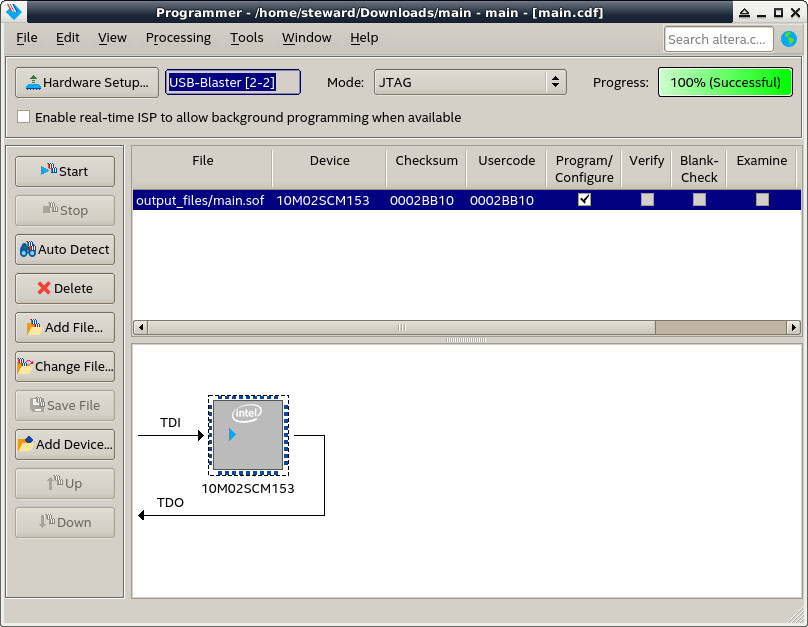 Programmer - /home/steward/Downloads/main - main - [main.cdf]
File Edit View Processing Tools Window Help
Search altera.c...
Hardware Setup... USB-Blaster [2-2] Mode: JTAG Progress: 100% (Successful)
Enable real-time ISP to allow background programming when available
Start
Stop
Auto Detect
Delete
Add File...
Change File...
Save File
Add Device...
Up
Down
File Device Checksum Usercode Program/ Verify Blank- Examine
Configure Check
output_files/main.sof 10M02SCM153 0002BB10 0002BB10
intel
TDI
10M02SCM153
TDO